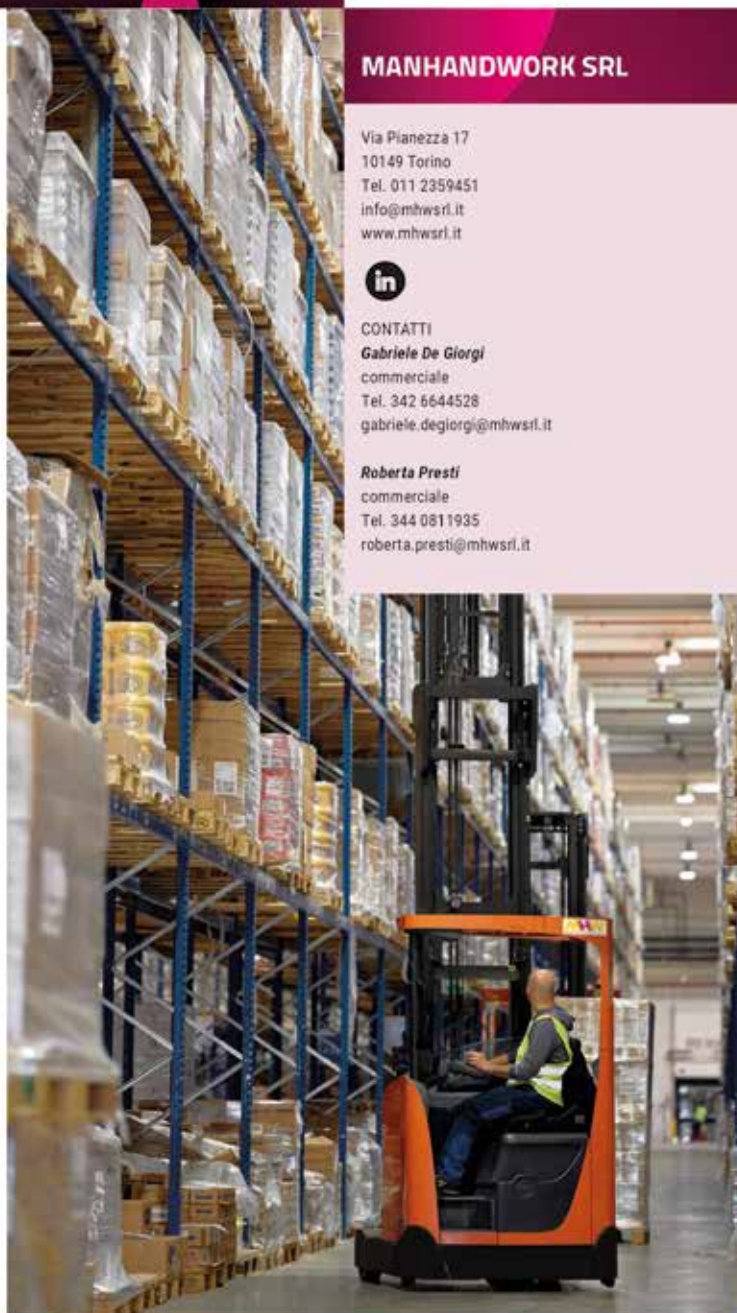 MANHANDWORK SRL
Via Pianezza 17
10149 Torino
Tel. 011 2359451
info@mhwsrl.it
www.mhwsrl.it
in
CONTATTI
Gabriele De Giorgi
commerciale
Tel. 342 6644528
gabriele.degiorgi@mhwsrl.it
Roberta Presti
commerciale
Tel. 344 0811935
roberta.presti@mhwsrl.it